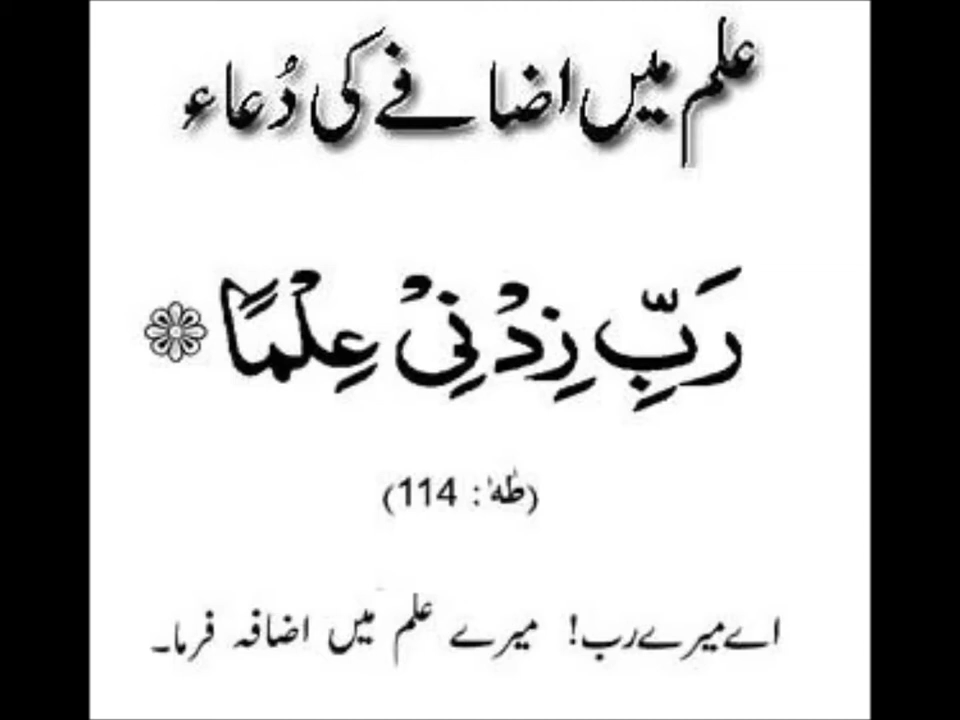 علم میں اضافے کی دُعاء
رَبِّ زِدْنِیْ عِلْمًا
(طٰہٰ: 114)
اے میرے رب! میرے علم میں اضافہ فرما۔